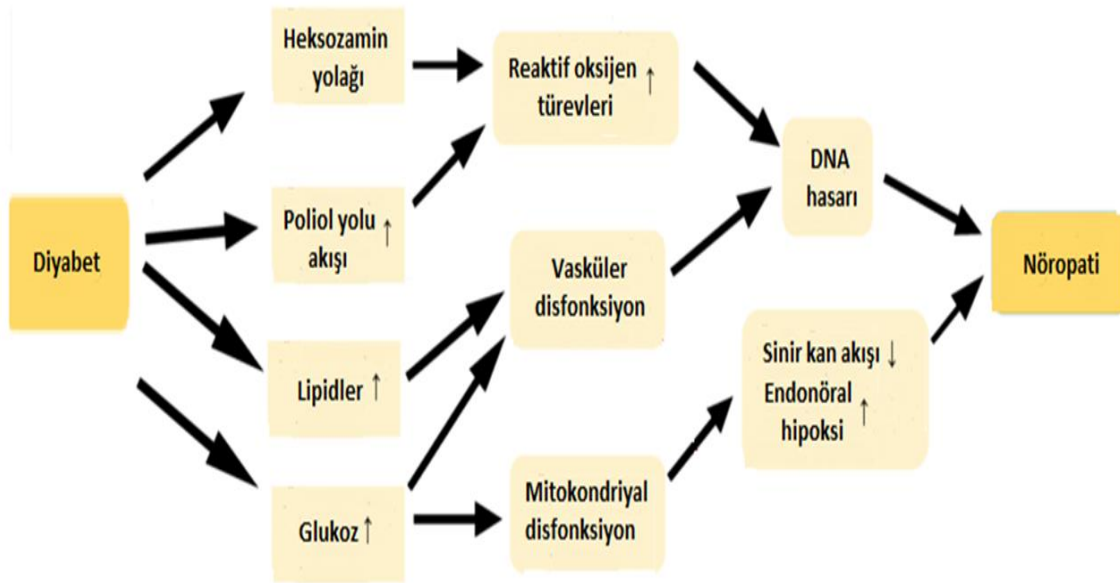 Diyabet
Heksozamin
yolağı
Poliol yolu ↑
akışı
Lipidler ↑
Glukoz ↑
Reaktif oksijen ↑
türevleri
Vasküler
disfonksiyon
Mitokondriyal
disfonksiyon
DNA
hasarı
Sinir kan akışı ↓
Endonöral ↑
hipoksi
Nöropati